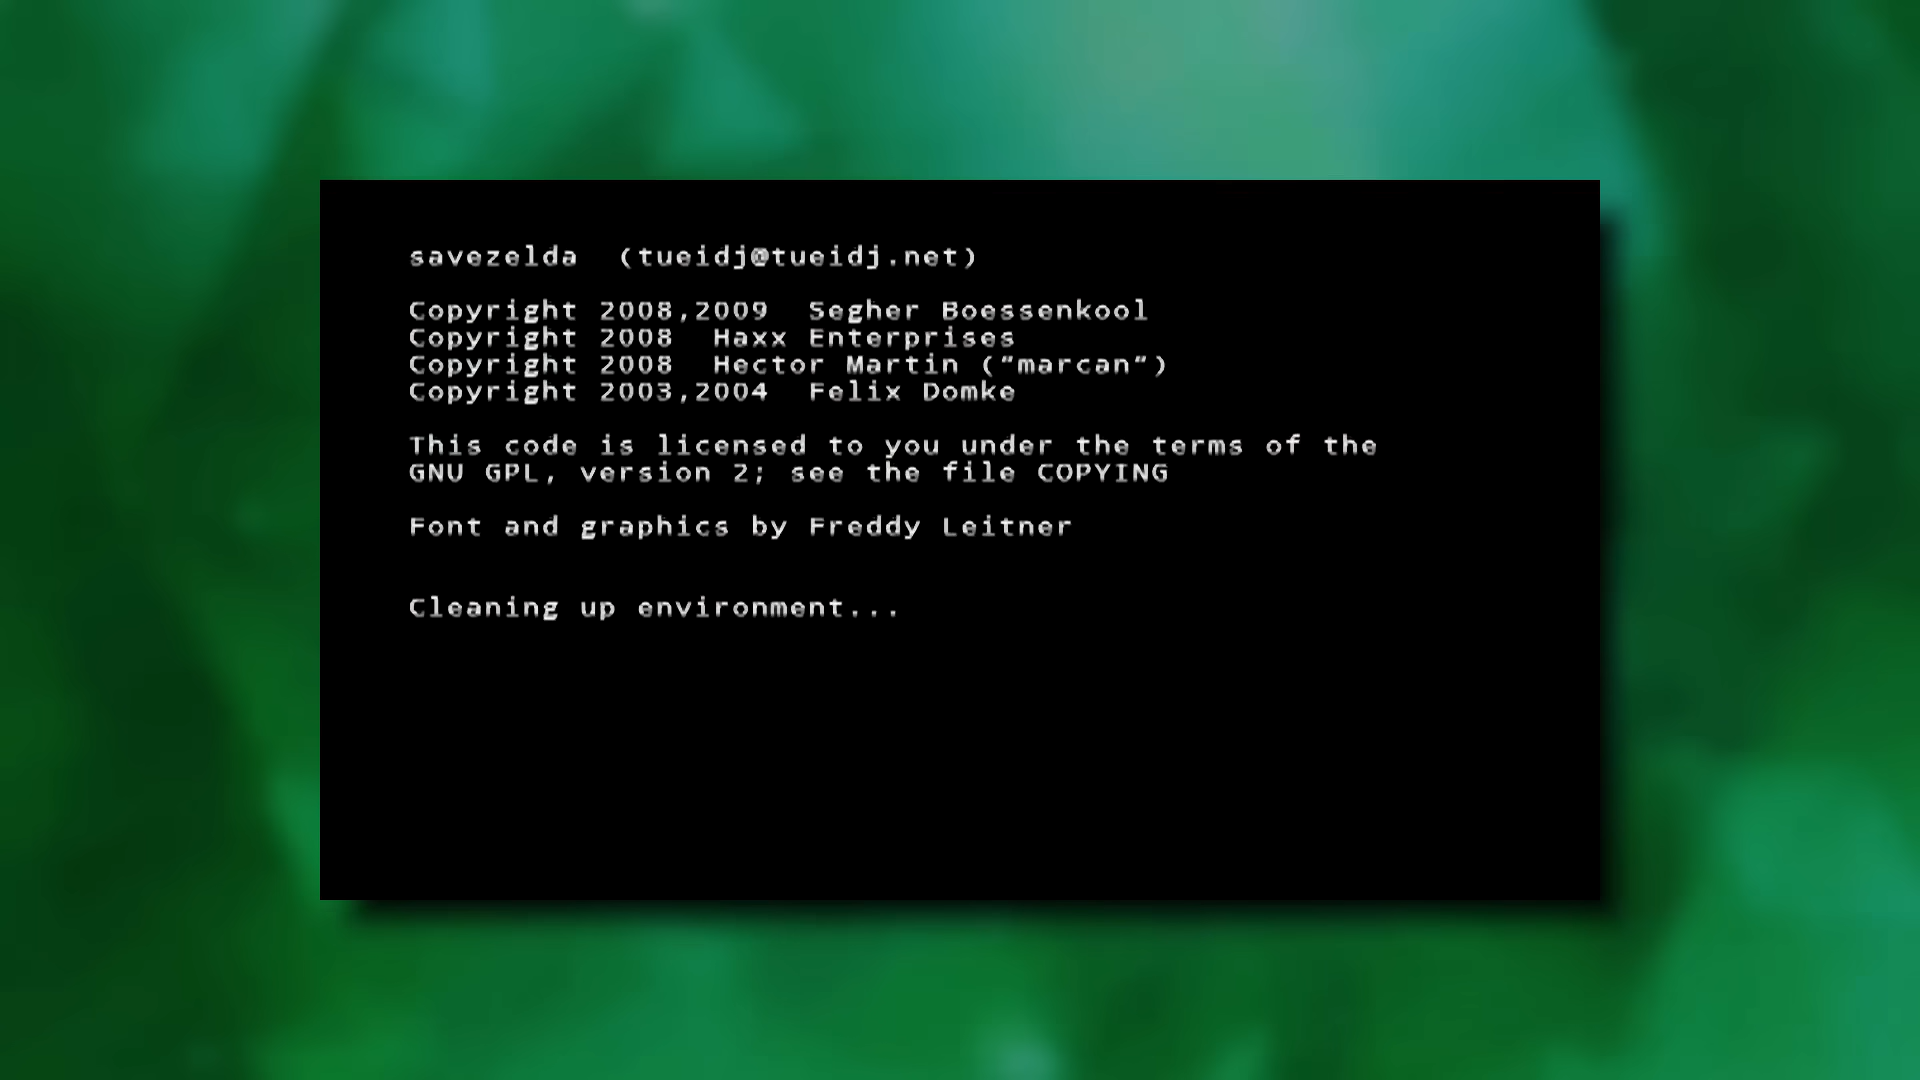 savezelda  (tueidj@tueidj.net)
Copyright 2008,2009  Segher Boessenkool
Copyright 2008  Haxx Enterprises
Copyright 2008  Hector Martin ("marcan")
Copyright 2003,2004  Felix Domke
This code is licensed to you under the terms of the
GNU GPL, version 2; see the file COPYING
Font and graphics by Freddy Leitner
Cleaning up environment...